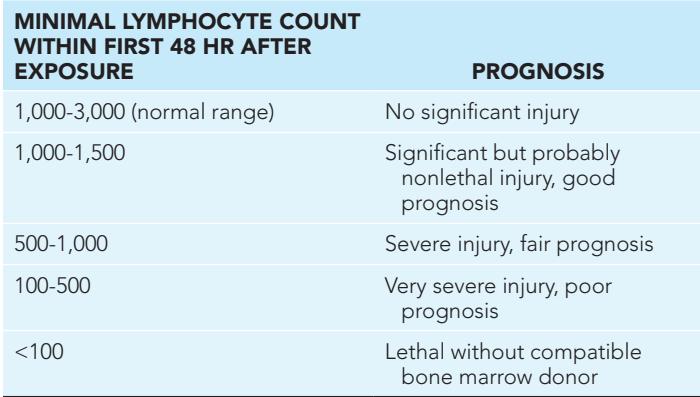 MINIMAL LYMPHOCYTE COUNT
WITHIN FIRST 48 HR AFTER
EXPOSURE PROGNOSIS
1,000-3,000 (normal range) No significant injury
1,000-1,500 Significant but probably
nonlethal injury, good
prognosis
500-1,000 Severe injury, fair prognosis
100-500 Very severe injury, poor
prognosis
<100 Lethal without compatible
bone marrow donor